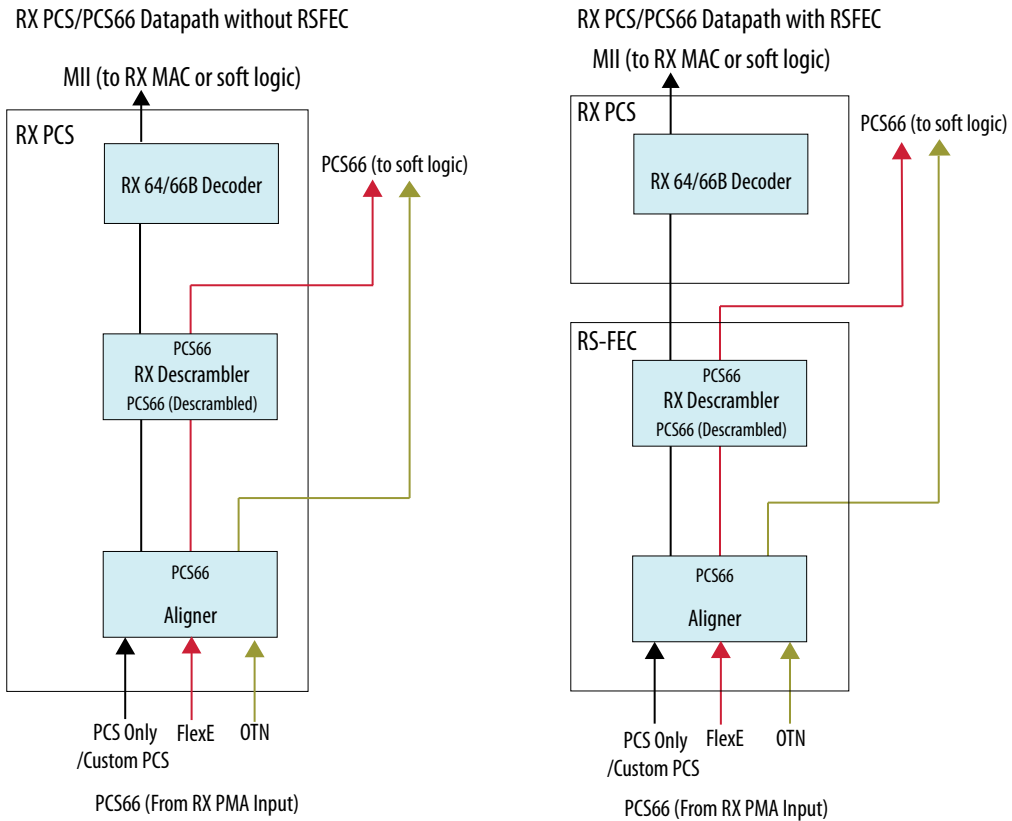 RX PCS/PCS66 Datapath without RSFEC
MII (to RX MAC or soft logic)
RX PCS
RX 64/66B Decoder
PCS66 (to soft logic)
PCS66
RX Descrambler
PCS66 (Descrambled)
PCS66
Aligner
PCS Only
/Custom PCS
FlexE
OTN
PCS66 (From RX PMA Input)
RX PCS/PCS66 Datapath with RSFEC
MII (to RX MAC or soft logic)
RX PCS
RX 64/66B Decoder
PCS66 (to soft logic)
RS-FEC
PCS66
RX Descrambler
PCS66 (Descrambled)
PCS66
Aligner
PCS Only
/Custom PCS
FlexE
OTN
PCS66 (From RX PMA Input)